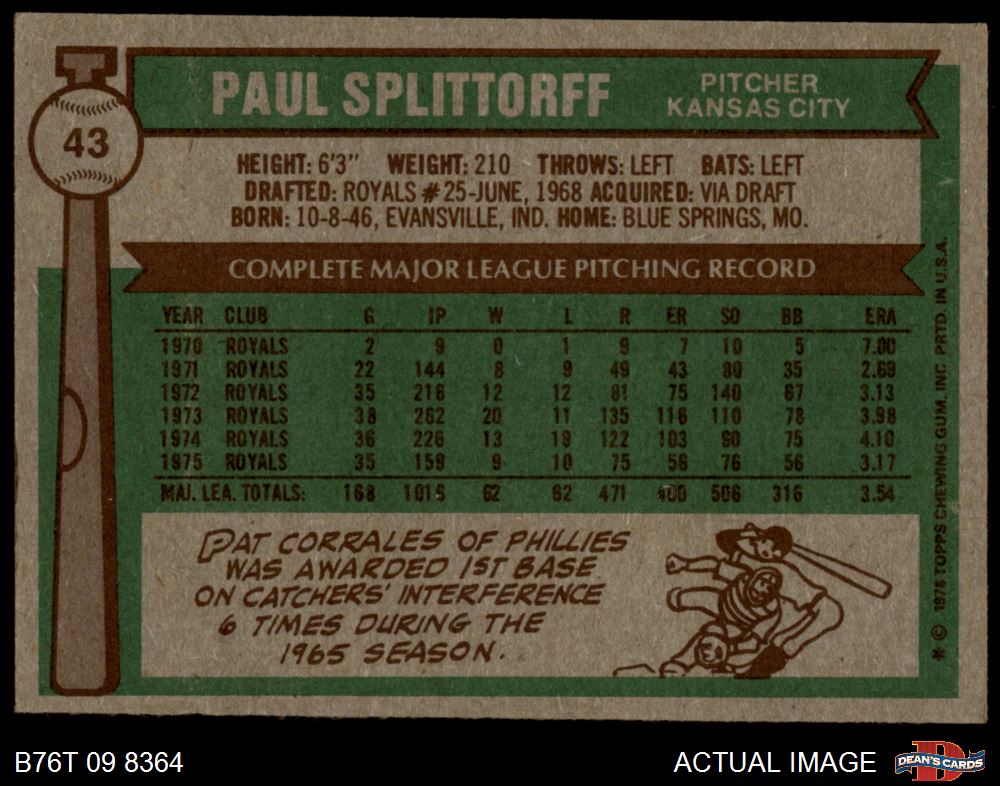 43
PAUL SPLITTORFF
PITCHER
KANSAS CITY
HEIGHT: 6'3" WEIGHT: 210 THROWS: LEFT BATS: LEFT
DRAFTED: ROYALS #25-JUNE, 1968 ACQUIRED: VIA DRAFT
BORN: 10-8-46, EVANSVILLE, IND. HOME: BLUE SPRINGS, MO.
COMPLETE MAJOR LEAGUE PITCHING RECORD
YEAR CLUB G IP W L R ER SO BB ERA
1970 ROYALS 2 9 0 1 9 7 10 5 7.00
1971 ROYALS 22 144 8 9 49 43 80 35 2.69
1972 ROYALS 35 216 12 12 81 75 140 67 3.13
1973 ROYALS 38 262 20 11 135 116 110 78 3.98
1974 ROYALS 36 226 13 19 122 103 90 75 4.10
1975 ROYALS 35 159 9 10 75 56 76 56 3.17
MAJ. LEA. TOTALS: 168 1016 62 62 471 400 506 316 3.54
PAT CORRALES OF PHILLIES
WAS AWARDED 1ST BASE
ON CATCHERS' INTERFERENCE
6 TIMES DURING THE
1965 SEASON.
* © 1976 TOPPS CHEWING GUM, INC. PRTD. IN U.S.A.
B76T 09 8364
ACTUAL IMAGE
D
DEAN'S CARDS